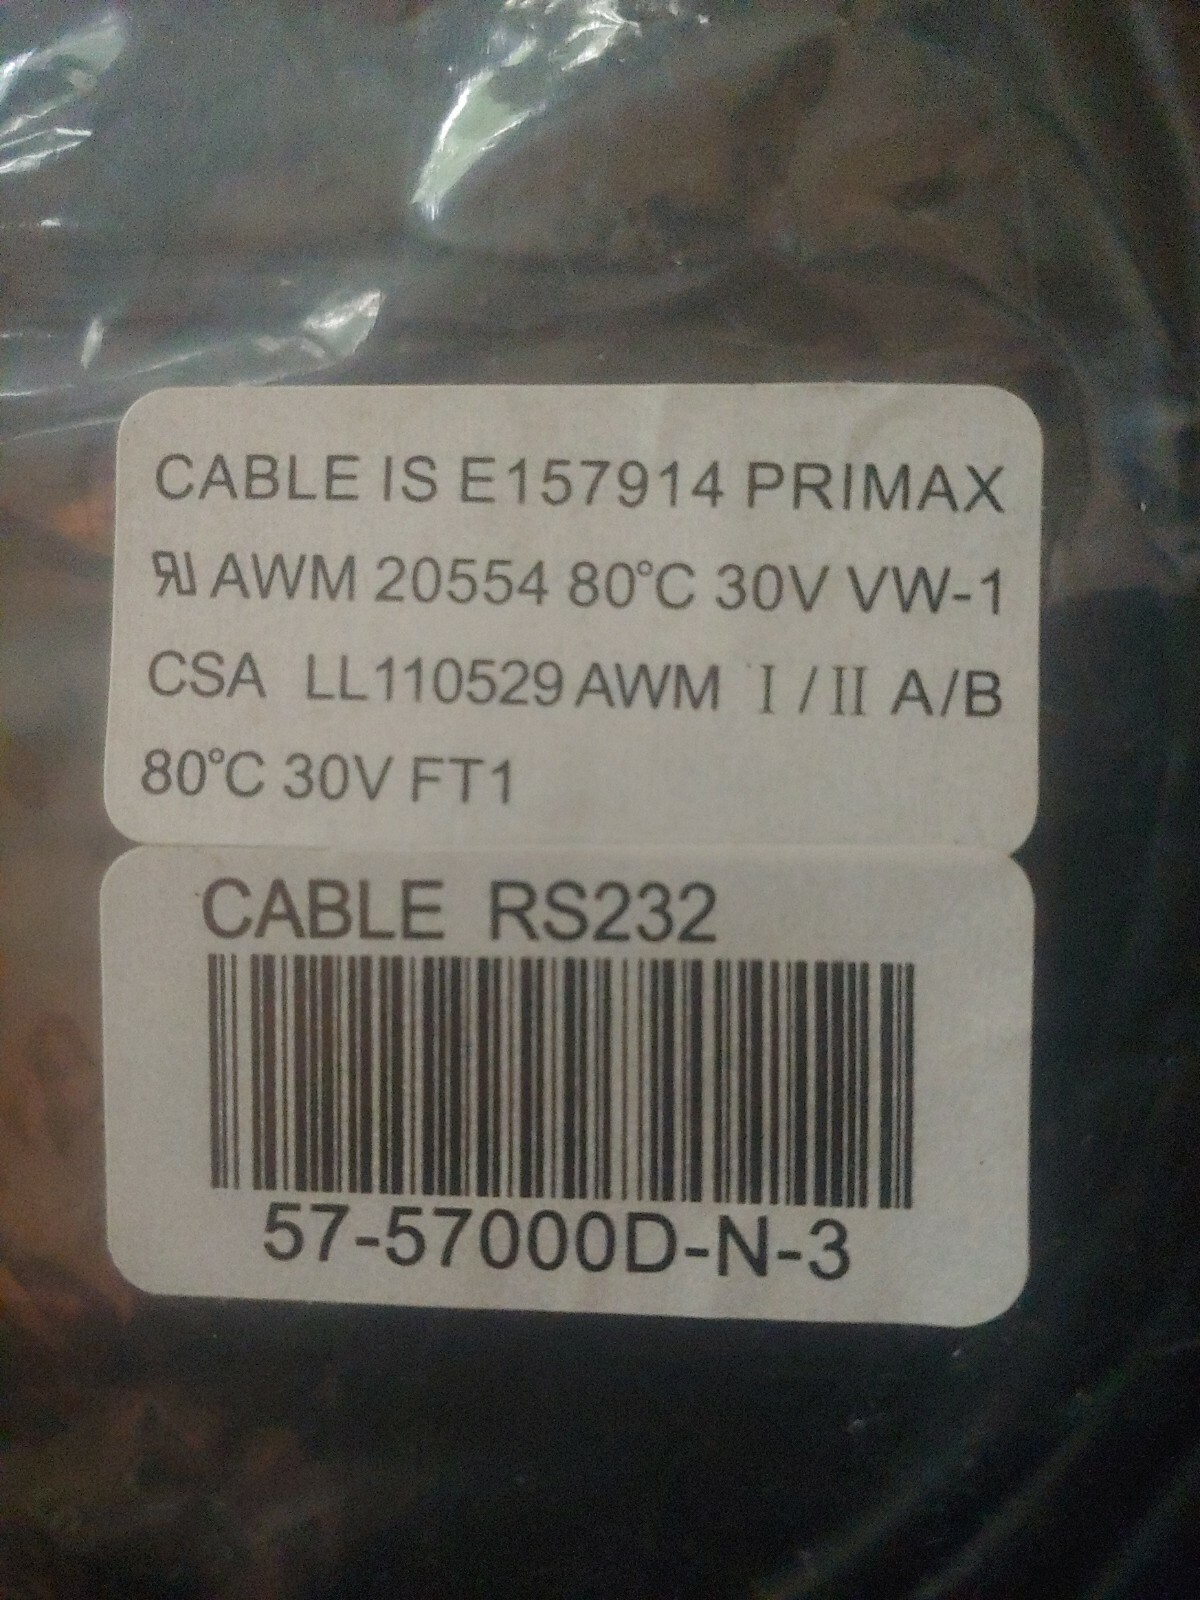 CABLE IS E157914 PRIMAX
RU AWM 20554 80°C 30V VW-1
CSA LL110529 AWM I/II A/B
80°C 30V FT1
CABLE RS232
57-57000D-N-3